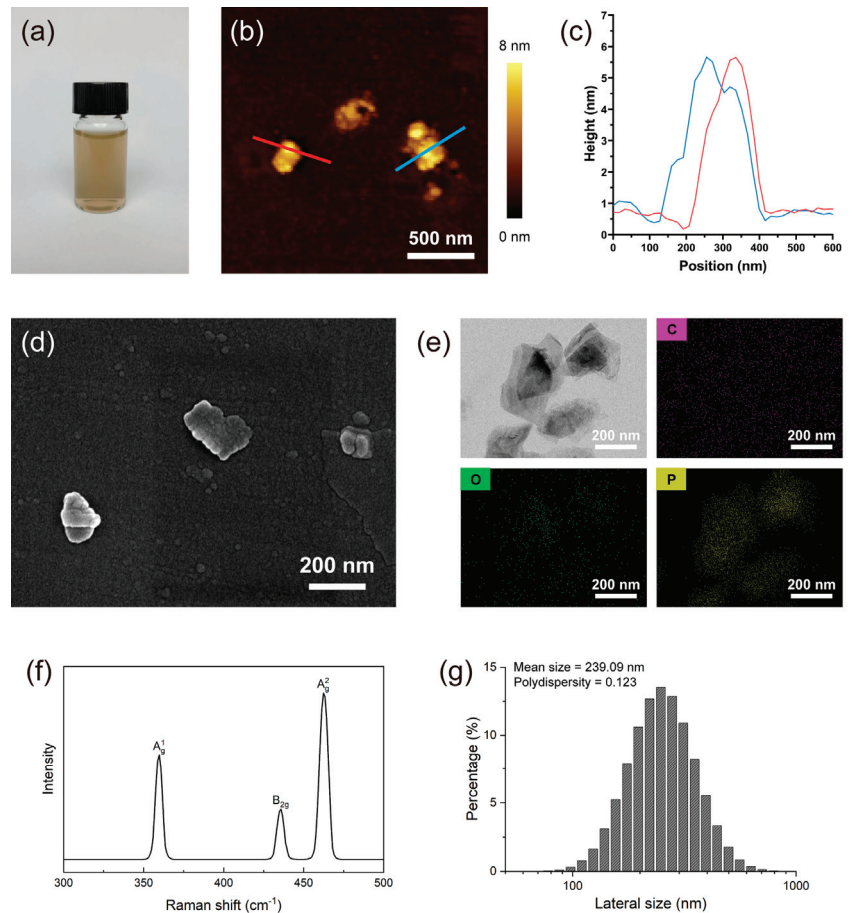 (a)
(b)
8 nm
0 nm
500 nm
(c)
Height (nm)
7
6
5
4
3
2
1
0
0 100 200 300 400 500 600
Position (nm)
(d)
200 nm
(e)
200 nm
C
200 nm
O
200 nm
P
200 nm
(f)
Intensity
A¹g
B2g
A²g
300 350 400 450 500
Raman shift (cm⁻¹)
(g)
Mean size = 239.09 nm
Polydispersity = 0.123
Percentage (%)
15
10
5
0
100 1000
Lateral size (nm)